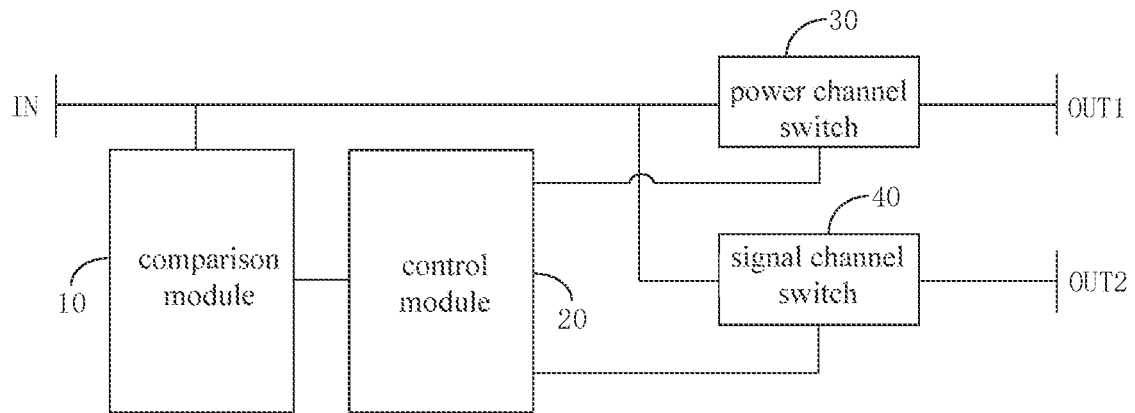 30
IN
power channel
switch
OUT1
40
comparison
module
10
control
module
20
signal channel
switch
OUT2